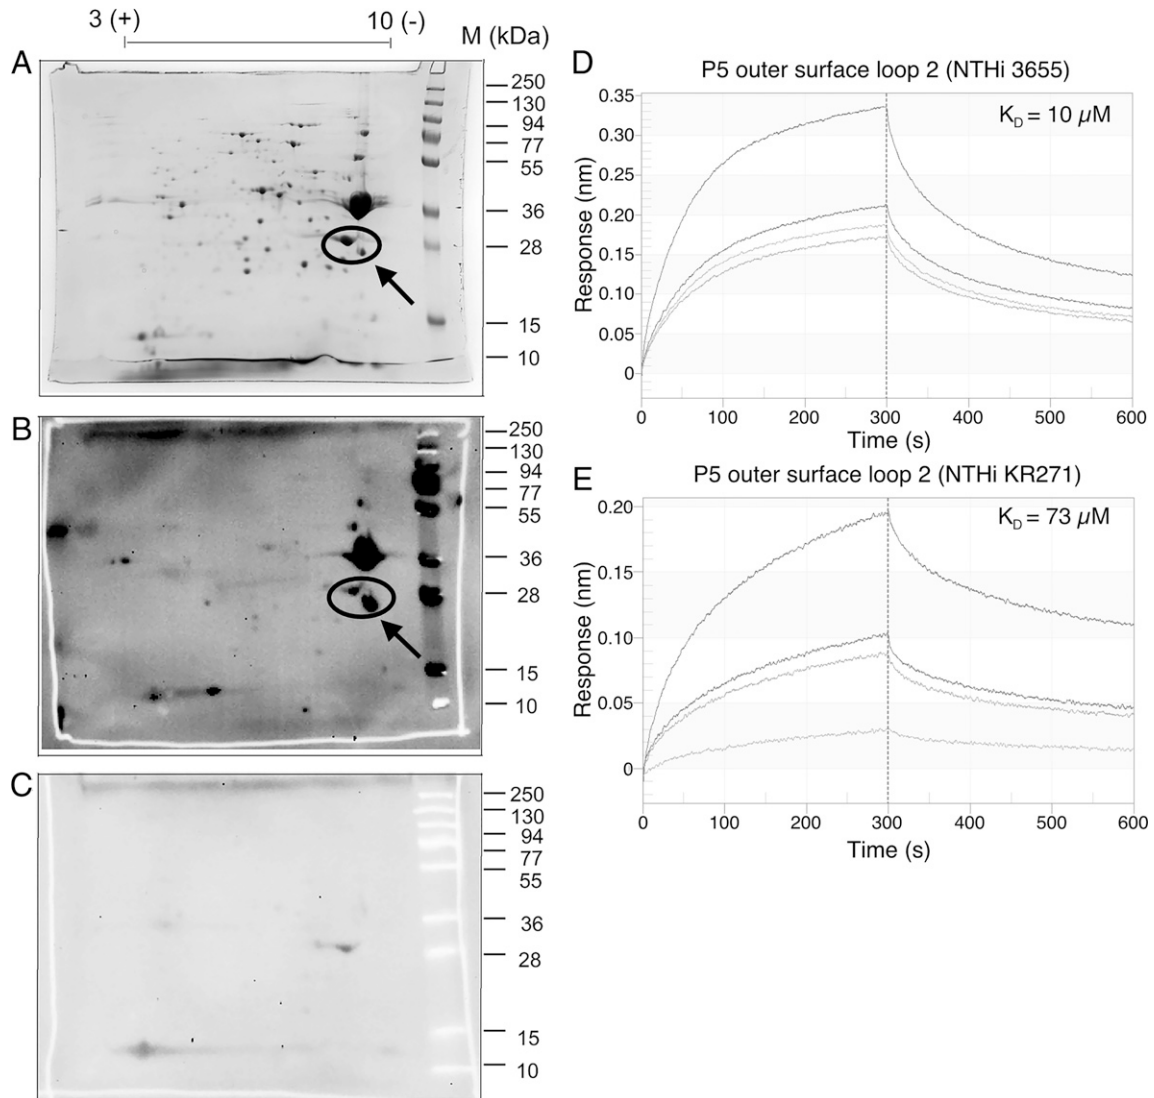 3 (+)
10 (-)
M (kDa)
A
250
130
94
77
55
36
28
15
10
B
250
130
94
77
55
36
28
15
10
C
250
130
94
77
55
36
28
15
10
D
P5 outer surface loop 2 (NTHi 3655)
K_D = 10 µM
Response (nm)
0.35
0.30
0.25
0.20
0.15
0.10
0.05
0
0 100 200 300 400 500 600
Time (s)
E
P5 outer surface loop 2 (NTHi KR271)
K_D = 73 µM
Response (nm)
0.20
0.15
0.10
0.05
0
0 100 200 300 400 500 600
Time (s)